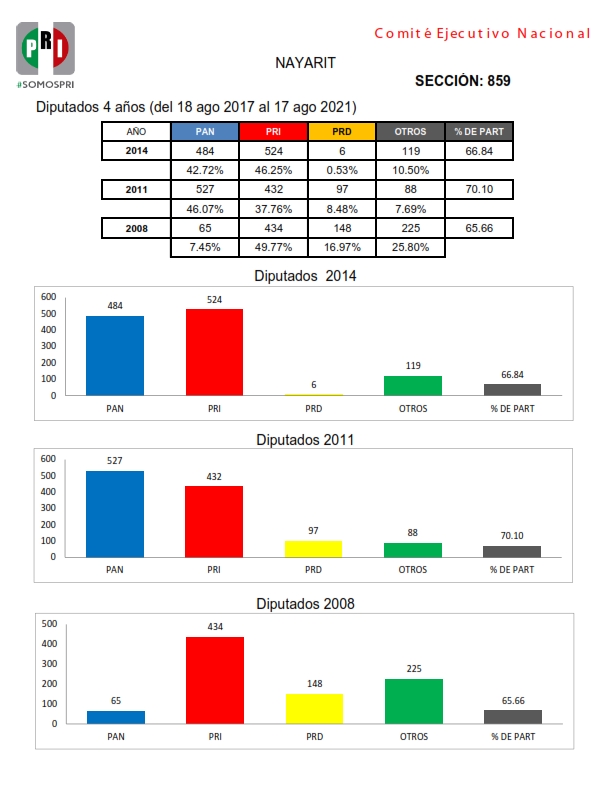 PRI
#SOMOSPRI
Comité Ejecutivo Nacional
NAYARIT
SECCIÓN: 859
Diputados 4 años (del 18 ago 2017 al 17 ago 2021)
AÑO PAN PRI PRD OTROS % DE PART
2014 484 524 6 119 66.84
42.72% 46.25% 0.53% 10.50%
2011 527 432 97 88 70.10
46.07% 37.76% 8.48% 7.69%
2008 65 434 148 225 65.66
7.45% 49.77% 16.97% 25.80%
Diputados 2014
600
500
400
300
200
100
0
484 524 6 119 66.84
PAN PRI PRD OTROS % DE PART
Diputados 2011
600
500
400
300
200
100
0
527 432 97 88 70.10
PAN PRI PRD OTROS % DE PART
Diputados 2008
500
400
300
200
100
0
65 434 148 225 65.66
PAN PRI PRD OTROS % DE PART